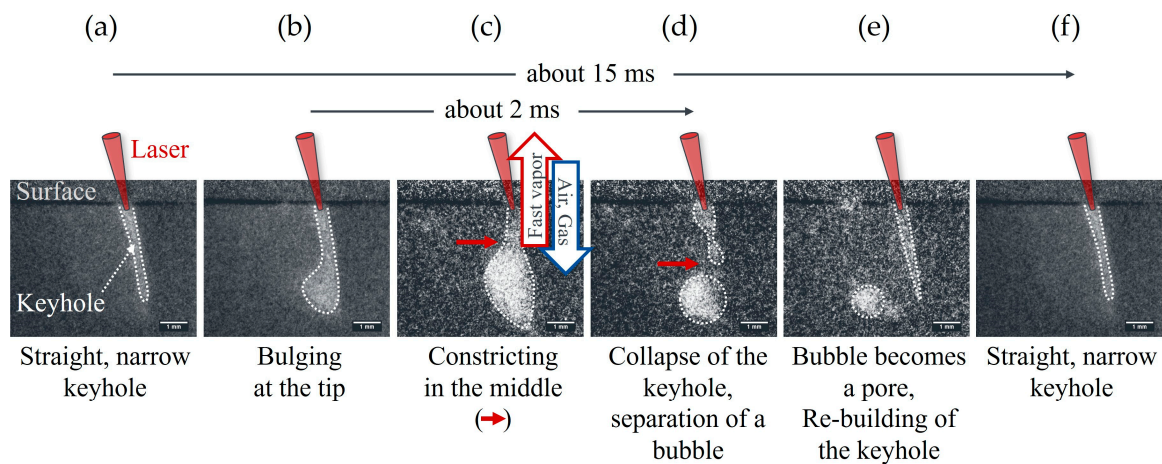 (a)
(b)
(c)
(d)
(e)
(f)
about 15 ms
about 2 ms
Laser
Surface
Keyhole
Fast vapor
Air, Gas
1 mm
1 mm
1 mm
1 mm
1 mm
1 mm
Straight, narrow
keyhole
Bulging
at the tip
Constricting
in the middle
(➔)
Collapse of the
keyhole,
separation of a
bubble
Bubble becomes
a pore,
Re-building of
the keyhole
Straight, narrow
keyhole